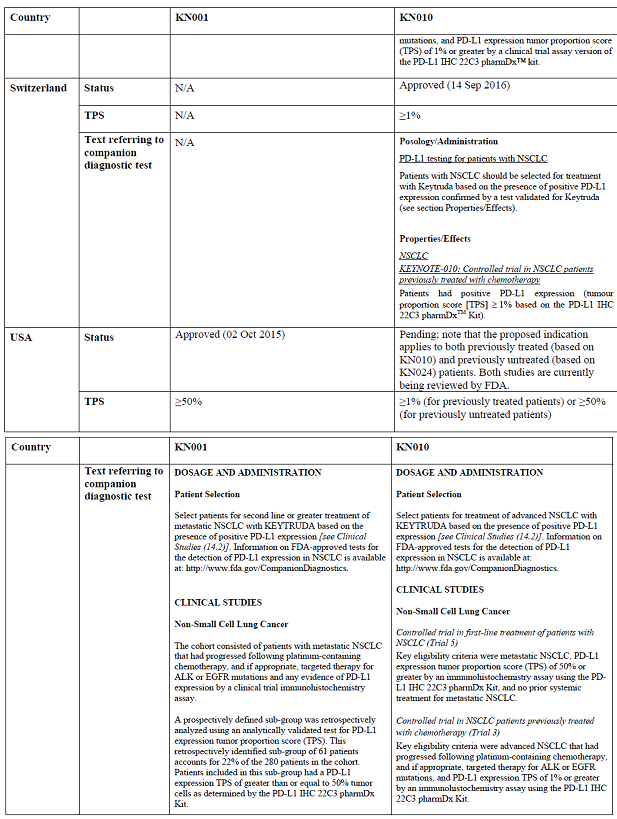 Country KN001 KN010
mutations, and PD-L1 expression tumor proportion score
(TPS) of 1% or greater by a clinical trial assay version of
the PD-L1 IHC 22C3 pharmDx™ kit.
Switzerland Status N/A Approved (14 Sep 2016)
TPS N/A ≥1%
Text referring to
companion
diagnostic test
N/A
Posology/Administration
PD-L1 testing for patients with NSCLC
Patients with NSCLC should be selected for treatment
with Keytruda based on the presence of positive PD-L1
expression confirmed by a test validated for Keytruda
(see section Properties/Effects).
Properties/Effects
NSCLC
KEYNOTE-010: Controlled trial in NSCLC patients
previously treated with chemotherapy
Patients had positive PD-L1 expression (tumour
proportion score [TPS] ≥ 1% based on the PD-L1 IHC
22C3 pharmDx™ Kit).
USA Status Approved (02 Oct 2015)
Pending; note that the proposed indication
applies to both previously treated (based on
KN010) and previously untreated (based on
KN024) patients. Both studies are currently
being reviewed by FDA.
TPS ≥50%
≥1% (for previously treated patients) or ≥50%
(for previously untreated patients)
Country KN001 KN010
Text referring to
companion
diagnostic test
DOSAGE AND ADMINISTRATION
Patient Selection
Select patients for second line or greater treatment of
metastatic NSCLC with KEYTRUDA based on the
presence of positive PD-L1 expression [see Clinical
Studies (14.2)]. Information on FDA-approved tests for
the detection of PD-L1 expression in NSCLC is available
at: http://www.fda.gov/CompanionDiagnostics.
CLINICAL STUDIES
Non-Small Cell Lung Cancer
The cohort consisted of patients with metastatic NSCLC
that had progressed following platinum-containing
chemotherapy, and if appropriate, targeted therapy for
ALK or EGFR mutations and any evidence of PD-L1
expression by a clinical trial immunohistochemistry
assay.
A prospectively defined sub-group was retrospectively
analyzed using an analytically validated test for PD-L1
expression tumor proportion score (TPS). This
retrospectively identified sub-group of 61 patients
accounts for 22% of the 280 patients in the cohort.
Patients included in this sub-group had a PD-L1
expression TPS of greater than or equal to 50% tumor
cells as determined by the PD-L1 IHC 22C3 pharmDx
Kit.
DOSAGE AND ADMINISTRATION
Patient Selection
Select patients for treatment of advanced NSCLC with
KEYTRUDA based on the presence of positive PD-L1
expression [see Clinical Studies (14.2)]. Information on
FDA-approved tests for the detection of PD-L1
expression in NSCLC is available at:
http://www.fda.gov/CompanionDiagnostics.
CLINICAL STUDIES
Non-Small Cell Lung Cancer
Controlled trial in first-line treatment of patients with
NSCLC (Trial 5)
Key eligibility criteria were metastatic NSCLC, PD-L1
expression tumor proportion score (TPS) of 50% or
greater by an immunohistochemistry assay using the PD-
L1 IHC 22C3 pharmDx Kit, and no prior systemic
treatment for metastatic NSCLC.
Controlled trial in NSCLC patients previously treated
with chemotherapy (Trial 3)
Key eligibility criteria were advanced NSCLC that had
progressed following platinum-containing chemotherapy,
and if appropriate, targeted therapy for ALK or EGFR
mutations, and PD-L1 expression TPS of 1% or greater
by an immunohistochemistry assay using the PD-L1 IHC
22C3 pharmDx Kit.